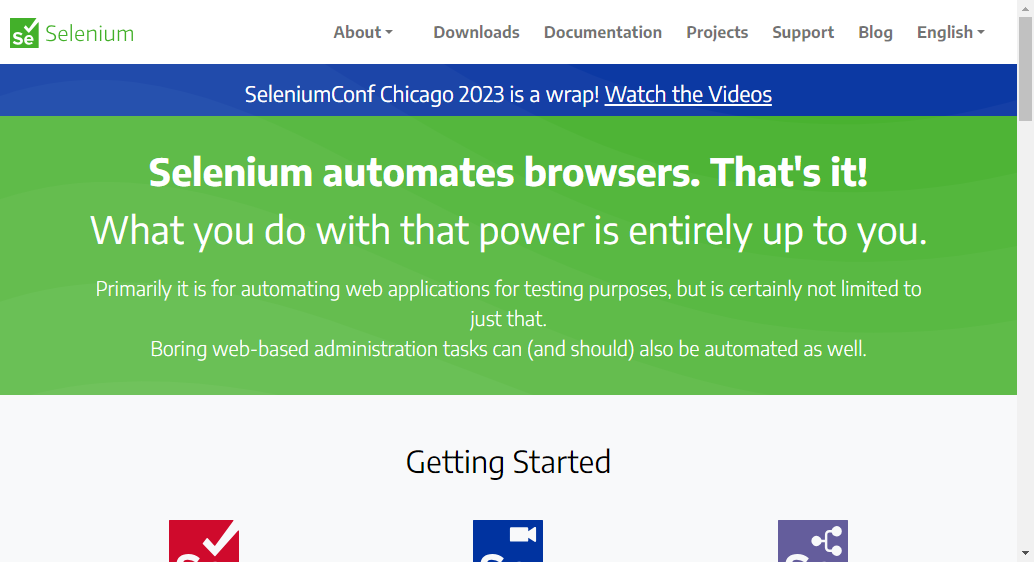 Se Selenium
About Downloads Documentation Projects Support Blog English
SeleniumConf Chicago 2023 is a wrap! Watch the Videos
Selenium automates browsers. That's it!
What you do with that power is entirely up to you.
Primarily it is for automating web applications for testing purposes, but is certainly not limited to
just that.
Boring web-based administration tasks can (and should) also be automated as well.
Getting Started